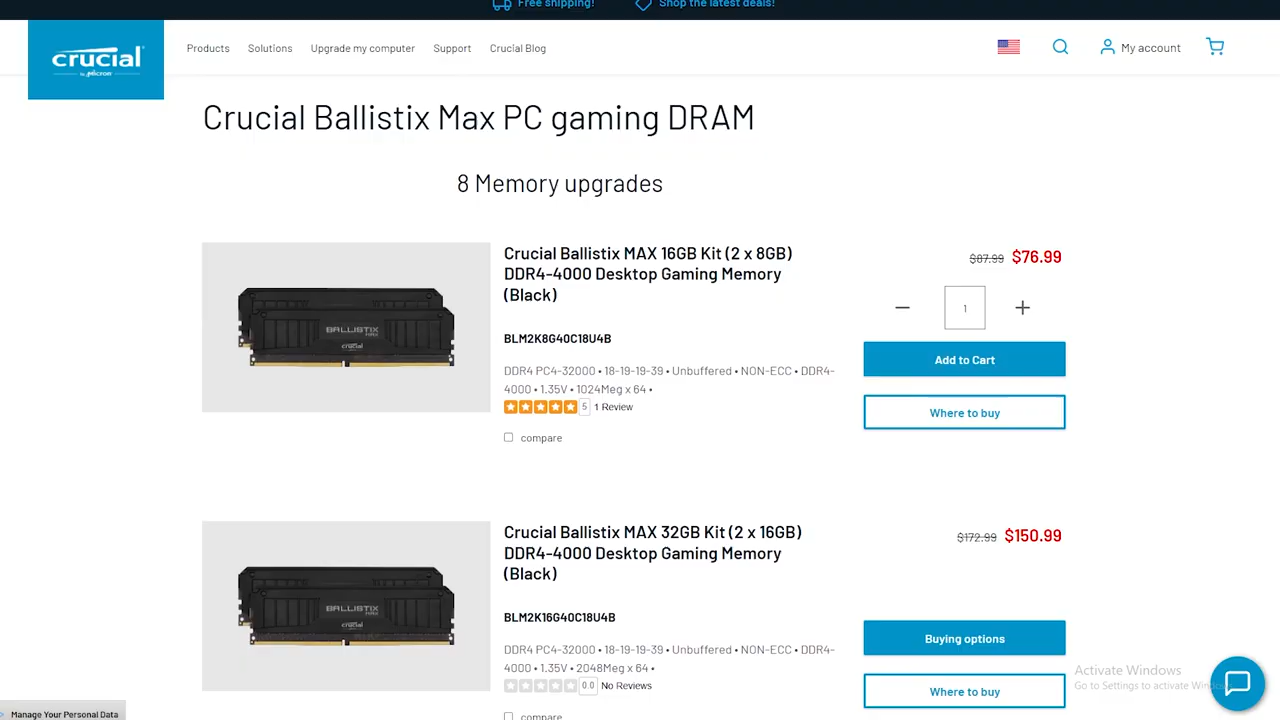 Free shipping!
Shop the latest deals!
crucial
by Micron
Products
Solutions
Upgrade my computer
Support
Crucial Blog
My account
Crucial Ballistix Max PC gaming DRAM
8 Memory upgrades
BALLISTIX
MAX
crucial
Crucial Ballistix MAX 16GB Kit (2 x 8GB)
DDR4-4000 Desktop Gaming Memory
(Black)
BLM2K8G40C18U4B
DDR4 PC4-32000 • 18-19-19-39 • Unbuffered • NON-ECC • DDR4-
4000 • 1.35V • 1024Meg x 64 •
5 1 Review
compare
$87.99 $76.99
1
Add to Cart
Where to buy
BALLISTIX
MAX
crucial
Crucial Ballistix MAX 32GB Kit (2 x 16GB)
DDR4-4000 Desktop Gaming Memory
(Black)
BLM2K16G40C18U4B
DDR4 PC4-32000 • 18-19-19-39 • Unbuffered • NON-ECC • DDR4-
4000 • 1.35V • 2048Meg x 64 •
0.0 No Reviews
compare
$172.99 $150.99
Buying options
Where to buy
Activate Windows
Go to Settings to activate Windows
Manage Your Personal Data